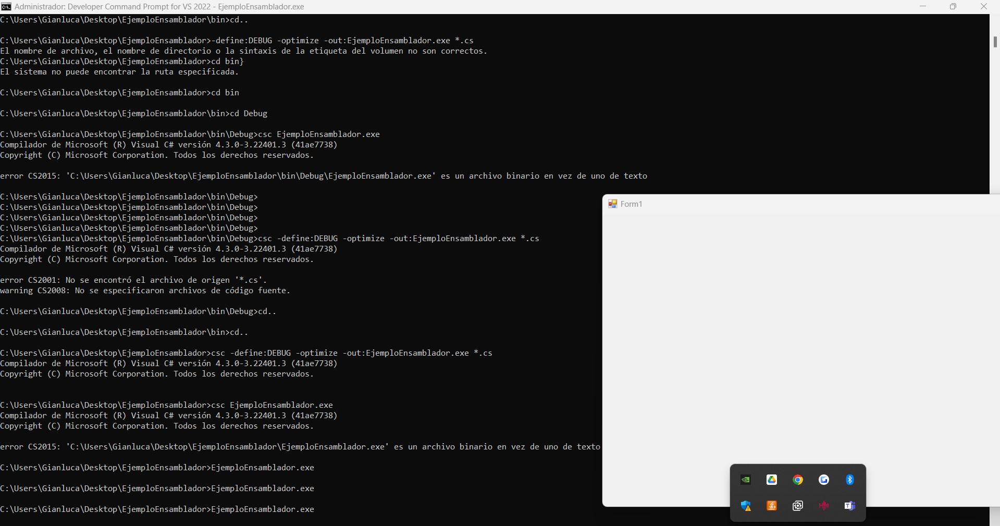 Administrador: Developer Command Prompt for VS 2022 - EjemploEnsamblador.exe
C:\Users\Gianluca\Desktop\EjemploEnsamblador\bin>cd..
C:\Users\Gianluca\Desktop\EjemploEnsamblador>-define:DEBUG -optimize -out:EjemploEnsamblador.exe *.cs
El nombre de archivo, el nombre de directorio o la sintaxis de la etiqueta del volumen no son correctos.
C:\Users\Gianluca\Desktop\EjemploEnsamblador>cd bin}
El sistema no puede encontrar la ruta especificada.
C:\Users\Gianluca\Desktop\EjemploEnsamblador>cd bin
C:\Users\Gianluca\Desktop\EjemploEnsamblador\bin>cd Debug
C:\Users\Gianluca\Desktop\EjemploEnsamblador\bin\Debug>csc EjemploEnsamblador.exe
Compilador de Microsoft (R) Visual C# versión 4.3.0-3.22401.3 (41ae7738)
Copyright (C) Microsoft Corporation. Todos los derechos reservados.
error CS2015: 'C:\Users\Gianluca\Desktop\EjemploEnsamblador\bin\Debug\EjemploEnsamblador.exe' es un archivo binario en vez de uno de texto
C:\Users\Gianluca\Desktop\EjemploEnsamblador\bin\Debug>
C:\Users\Gianluca\Desktop\EjemploEnsamblador\bin\Debug>
C:\Users\Gianluca\Desktop\EjemploEnsamblador\bin\Debug>
C:\Users\Gianluca\Desktop\EjemploEnsamblador\bin\Debug>
C:\Users\Gianluca\Desktop\EjemploEnsamblador\bin\Debug>csc -define:DEBUG -optimize -out:EjemploEnsamblador.exe *.cs
Compilador de Microsoft (R) Visual C# versión 4.3.0-3.22401.3 (41ae7738)
Copyright (C) Microsoft Corporation. Todos los derechos reservados.
error CS2001: No se encontró el archivo de origen '*.cs'.
warning CS2008: No se especificaron archivos de código fuente.
C:\Users\Gianluca\Desktop\EjemploEnsamblador\bin\Debug>cd..
C:\Users\Gianluca\Desktop\EjemploEnsamblador\bin>cd..
C:\Users\Gianluca\Desktop\EjemploEnsamblador>csc -define:DEBUG -optimize -out:EjemploEnsamblador.exe *.cs
Compilador de Microsoft (R) Visual C# versión 4.3.0-3.22401.3 (41ae7738)
Copyright (C) Microsoft Corporation. Todos los derechos reservados.
C:\Users\Gianluca\Desktop\EjemploEnsamblador>csc EjemploEnsamblador.exe
Compilador de Microsoft (R) Visual C# versión 4.3.0-3.22401.3 (41ae7738)
Copyright (C) Microsoft Corporation. Todos los derechos reservados.
error CS2015: 'C:\Users\Gianluca\Desktop\EjemploEnsamblador\EjemploEnsamblador.exe' es un archivo binario en vez de uno de texto
C:\Users\Gianluca\Desktop\EjemploEnsamblador>EjemploEnsamblador.exe
C:\Users\Gianluca\Desktop\EjemploEnsamblador>EjemploEnsamblador.exe
C:\Users\Gianluca\Desktop\EjemploEnsamblador>EjemploEnsamblador.exe
Form1